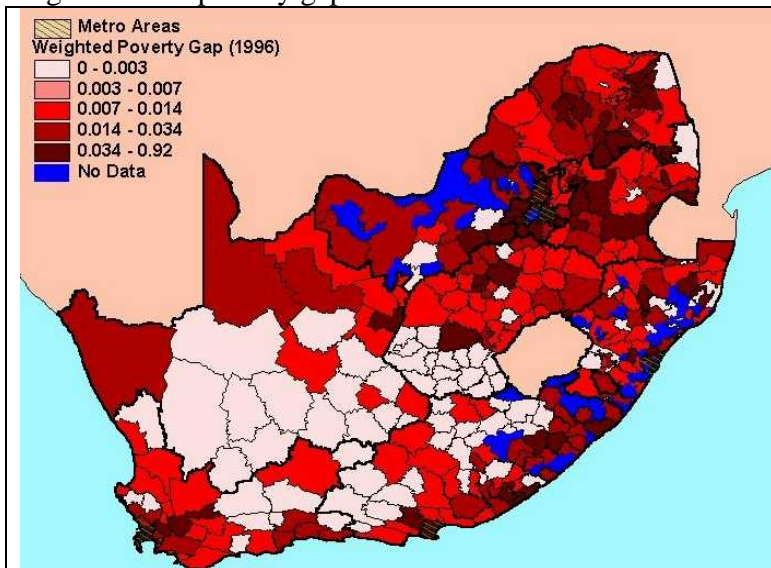 Metro Areas
Weighted Poverty Gap (1996)
0 - 0.003
0.003 - 0.007
0.007 - 0.014
0.014 - 0.034
0.034 - 0.92
No Data